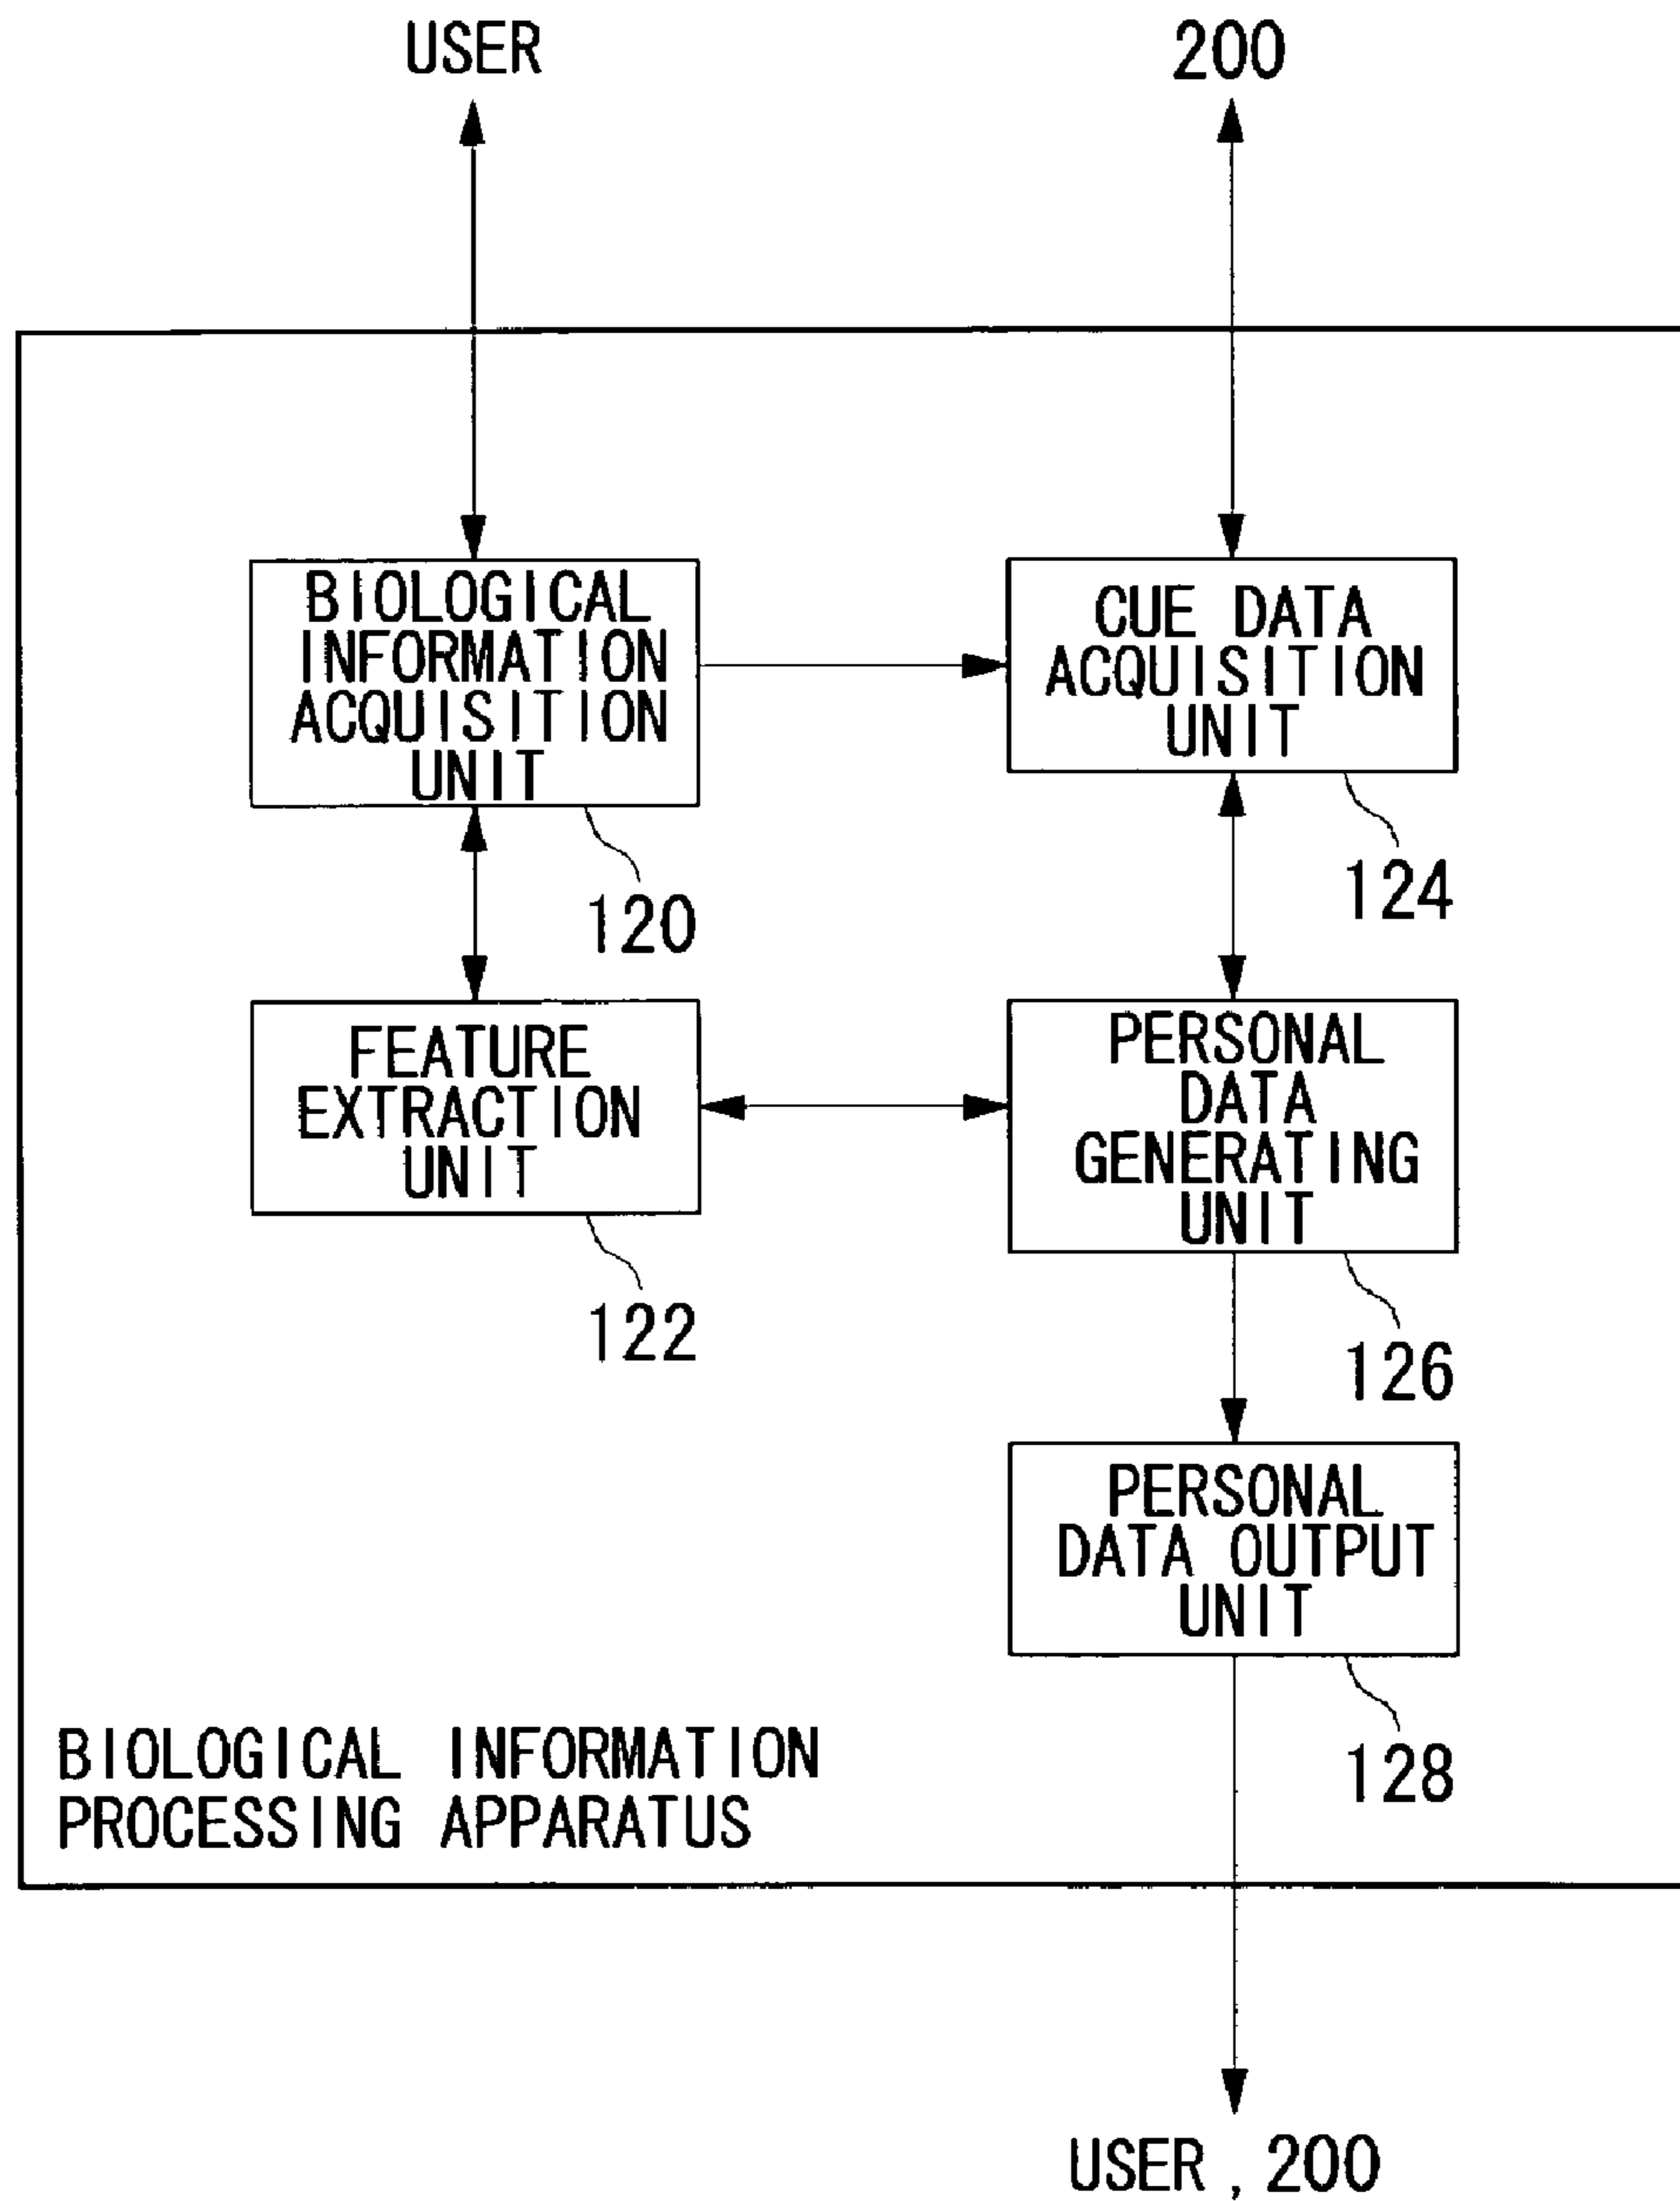 USER
200
BIOLOGICAL
INFORMATION
ACQUISITION
UNIT
CUE DATA
ACQUISITION
UNIT
120
124
FEATURE
EXTRACTION
UNIT
PERSONAL
DATA
GENERATING
UNIT
122
126
PERSONAL
DATA OUTPUT
UNIT
128
BIOLOGICAL INFORMATION
PROCESSING APPARATUS
USER, 200